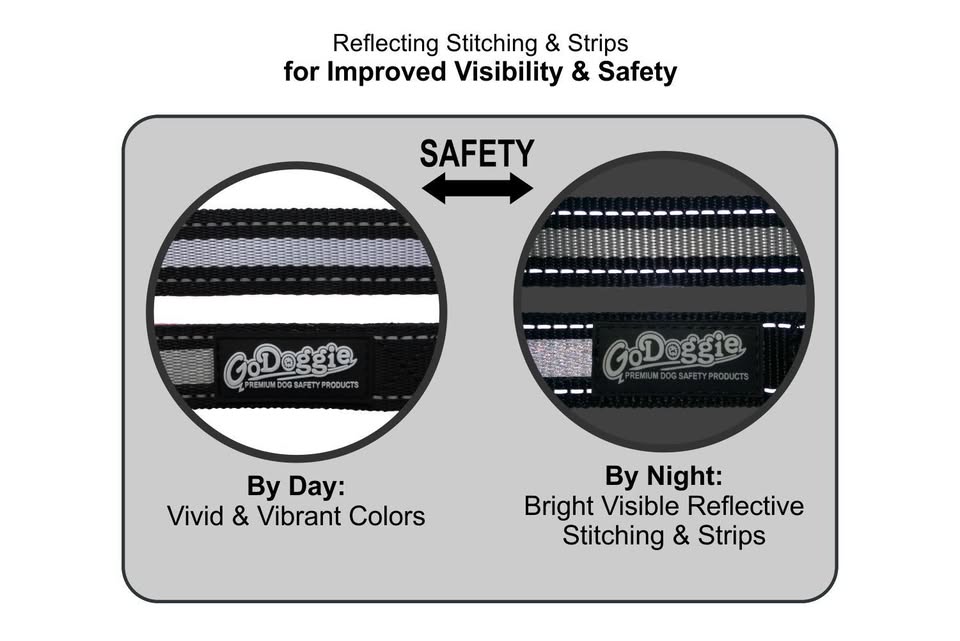 Reflecting Stitching & Strips
for Improved Visibility & Safety
SAFETY
GoDoggie
PREMIUM DOG SAFETY PRODUCTS
GoDoggie
PREMIUM DOG SAFETY PRODUCTS
By Day:
Vivid & Vibrant Colors
By Night:
Bright Visible Reflective
Stitching & Strips